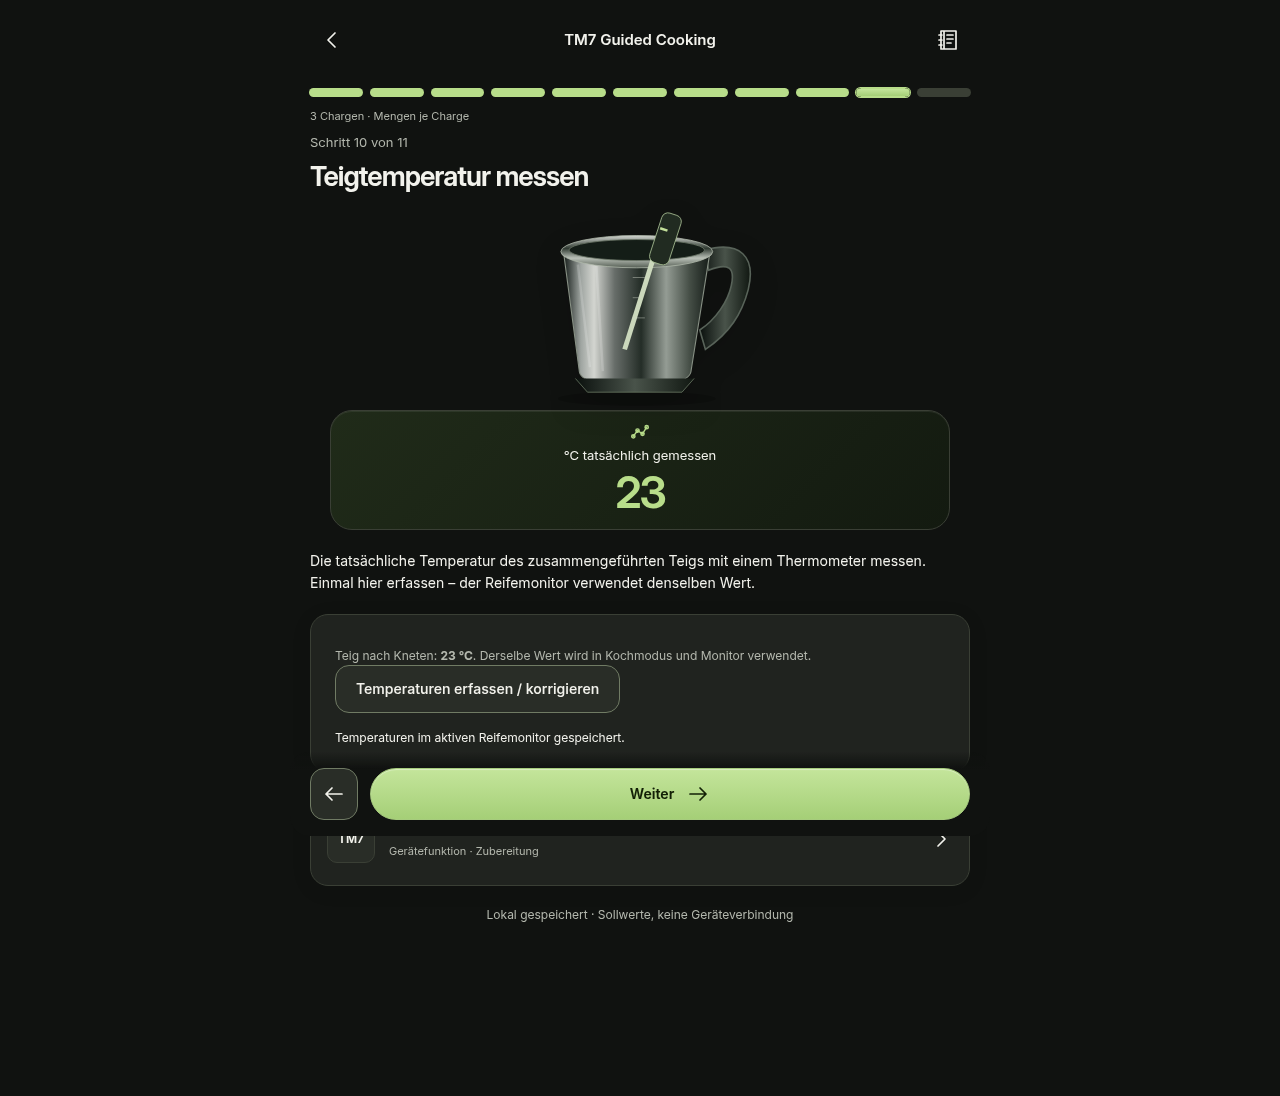 TM7 Guided Cooking
3 Chargen · Mengen je Charge
Schritt 10 von 11
Teigtemperatur messen
°C tatsächlich gemessen
23
Die tatsächliche Temperatur des zusammengeführten Teigs mit einem Thermometer messen.
Einmal hier erfassen – der Reifemonitor verwendet denselben Wert.
Teig nach Kneten: 23 °C. Derselbe Wert wird in Kochmodus und Monitor verwendet.
Temperaturen erfassen / korrigieren
Temperaturen im aktiven Reifemonitor gespeichert.
Weiter
TM7
Gerätefunktion · Zubereitung
Lokal gespeichert · Sollwerte, keine Geräteverbindung